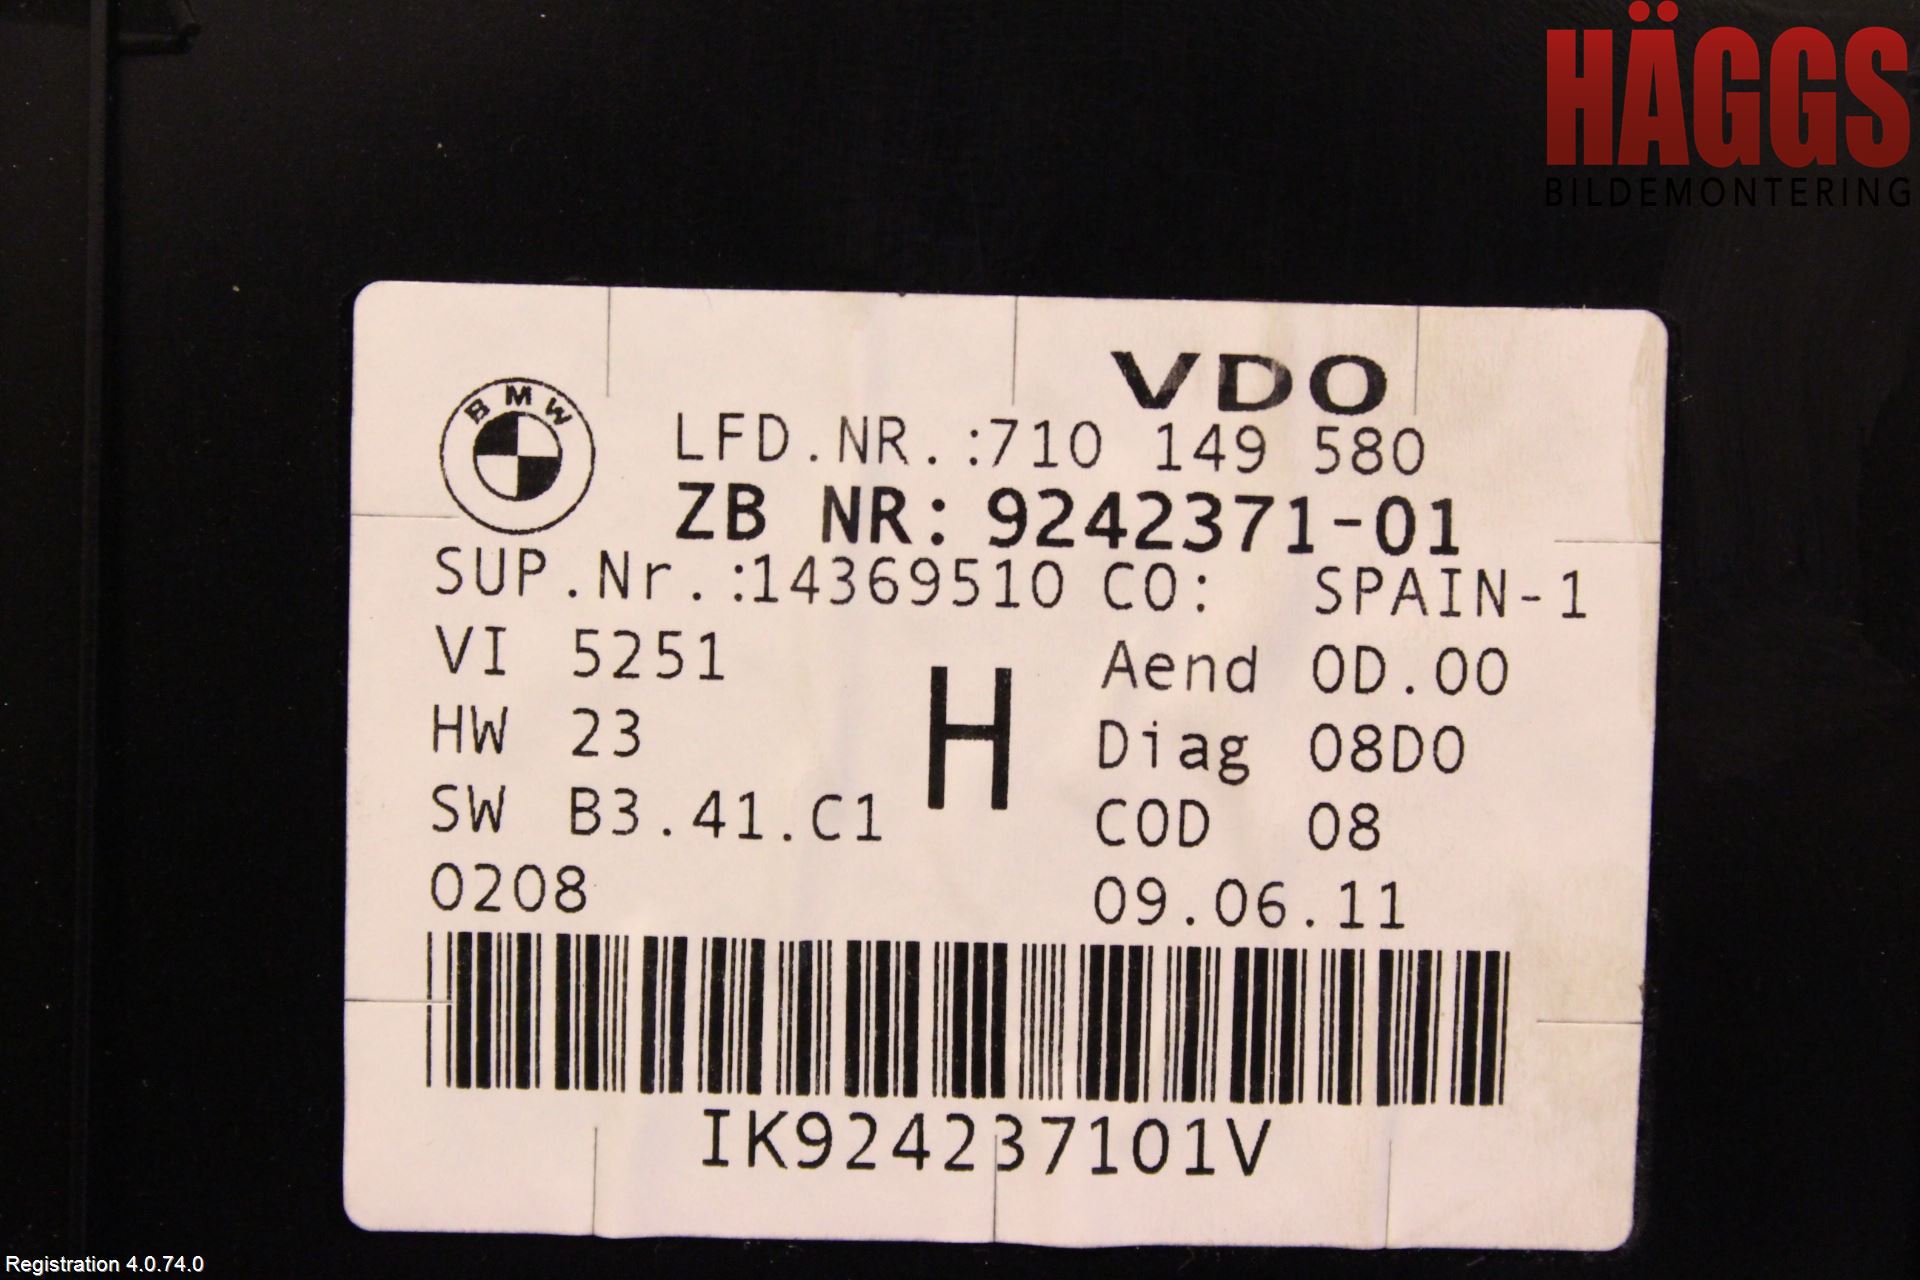 HÄGGS
BILDEMONTERING
VDO
BMW
LFD.NR.:710 149 580
ZB NR: 9242371-01
SUP.Nr.:14369510 CO: SPAIN-1
VI 5251 Aend 0D.00
H
HW 23 Diag 08D0
SW B3.41.C1 COD 08
0208 09.06.11
IK924237101V
Registration 4.0.74.0